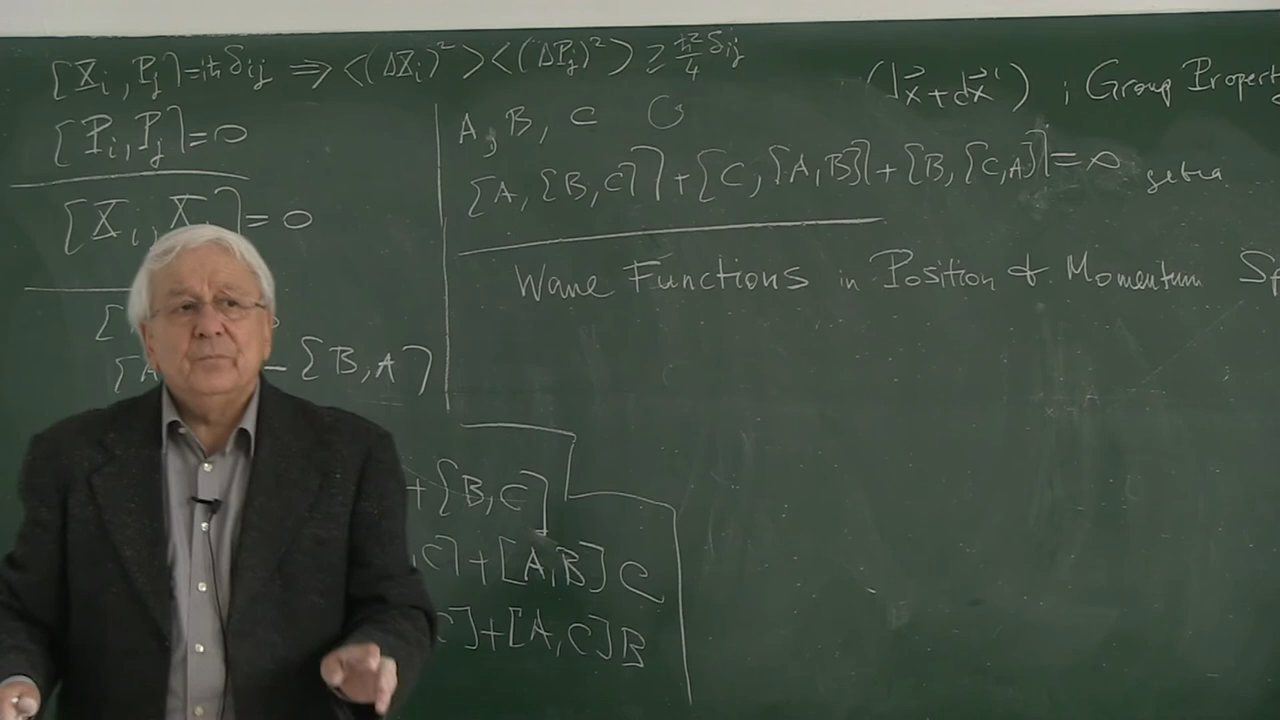 [X_i, P_j]=iħ δ_ij ⇒ <(ΔX_i)²><(ΔP_j)²> ≥ ħ²/4 δ_ij
[P_i, P_j]=0
[X_i, X_j]=0
- [B,A]
A, B, C
[A,[B,C]]+[C,[A,B]]+[B,[C,A]]=0
(|x⃗+dx⃗'⟩ ; Group Propert
Wave Functions in Position & Momentum Sp
+[B,C]
,C]+[A,B]C
C]+[A,C]B